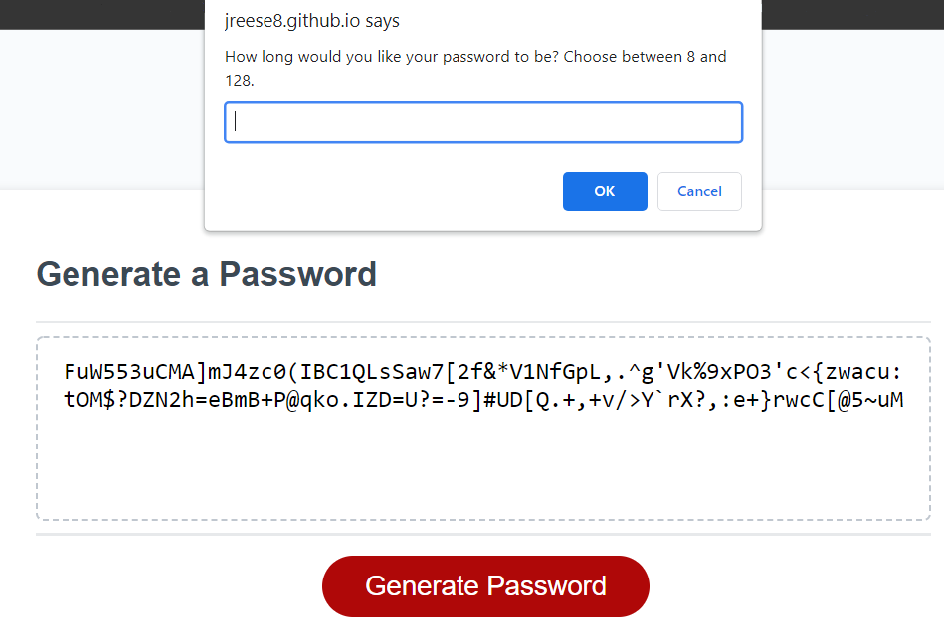 jreese8.github.io says
How long would you like your password to be? Choose between 8 and
128.
OK
Cancel
Generate a Password
FuW553uCMA]mJ4zc0(IBC1QLsSaw7[2f&*V1NfGpL,.^g'Vk%9xPO3'c<{zwacu:
tOM$?DZN2h=eBmB+P@qko.IZD=U?=-9]#UD[Q.+,+v/>Y`rX?,:e+}rwcC[@5~uM
Generate Password